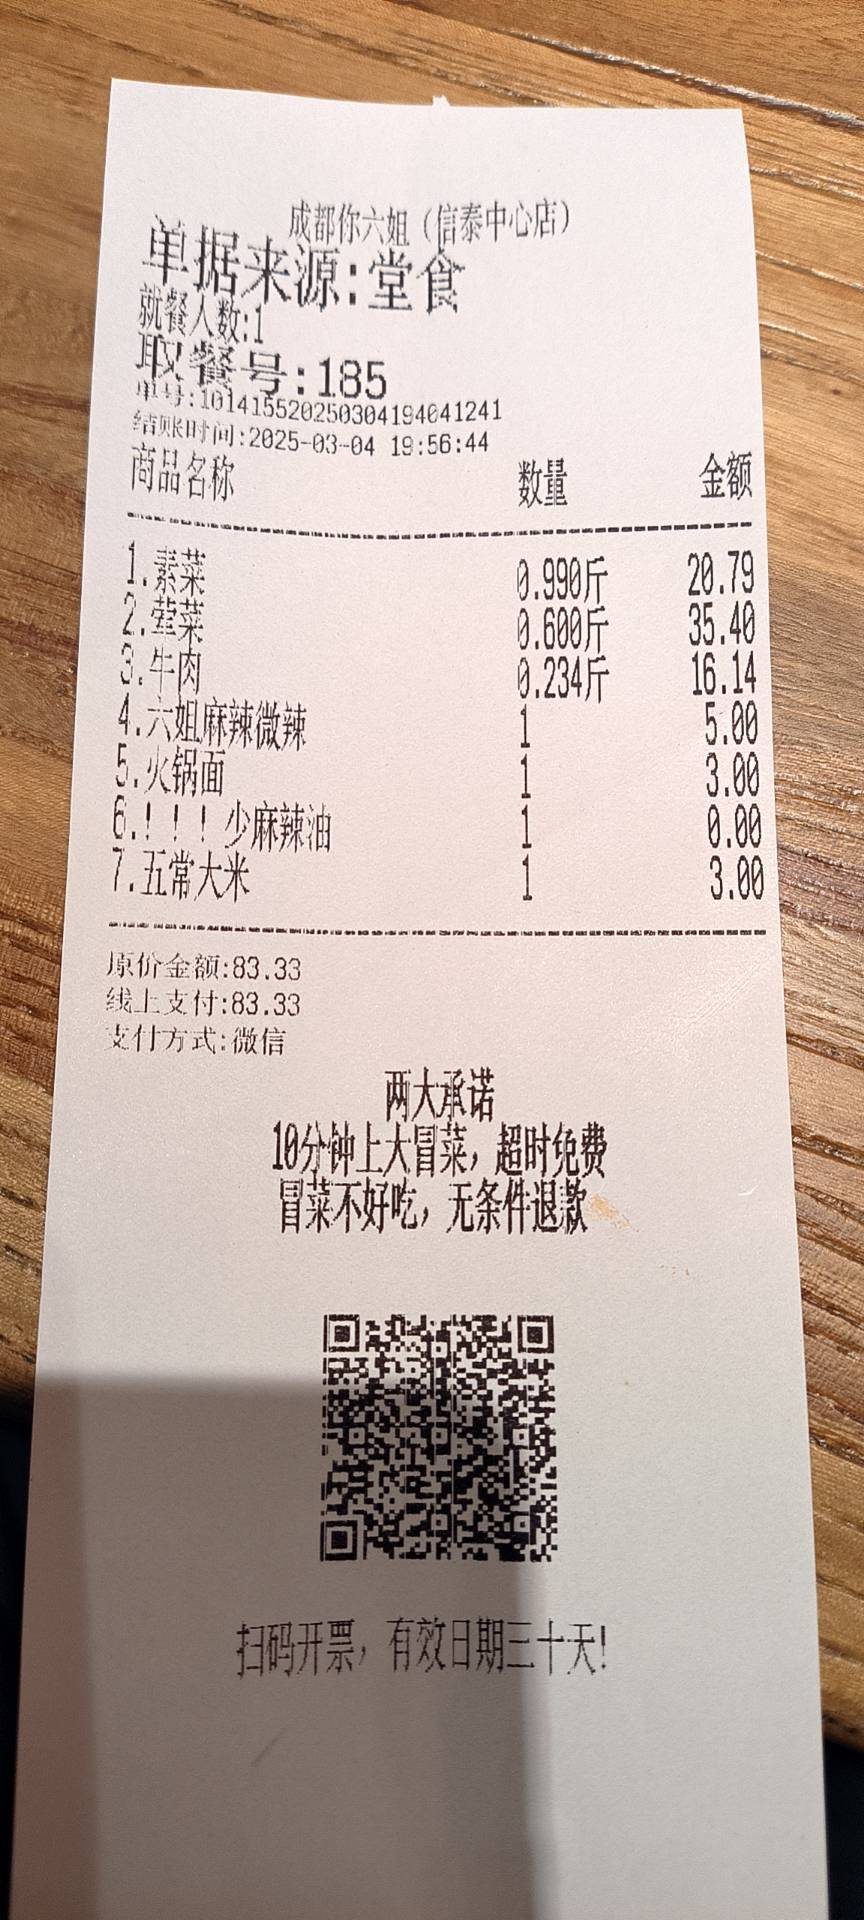 成都你六姐（信泰中心店）
单据来源:堂食
就餐人数:1
取餐号:185
单号:101415520250304194041241
结账时间:2025-03-04 19:56:44
商品名称 数量 金额
1.素菜 0.990斤 20.79
2.荤菜 0.600斤 35.40
3.牛肉 0.234斤 16.14
4.六姐麻辣微辣 1 5.00
5.火锅面 1 3.00
6.！！！少麻辣油 1 0.00
7.五常大米 1 3.00
原价金额:83.33
线上支付:83.33
支付方式:微信
两大承诺
10分钟上大冒菜，超时免费
冒菜不好吃，无条件退款
扫码开票，有效日期三十天!